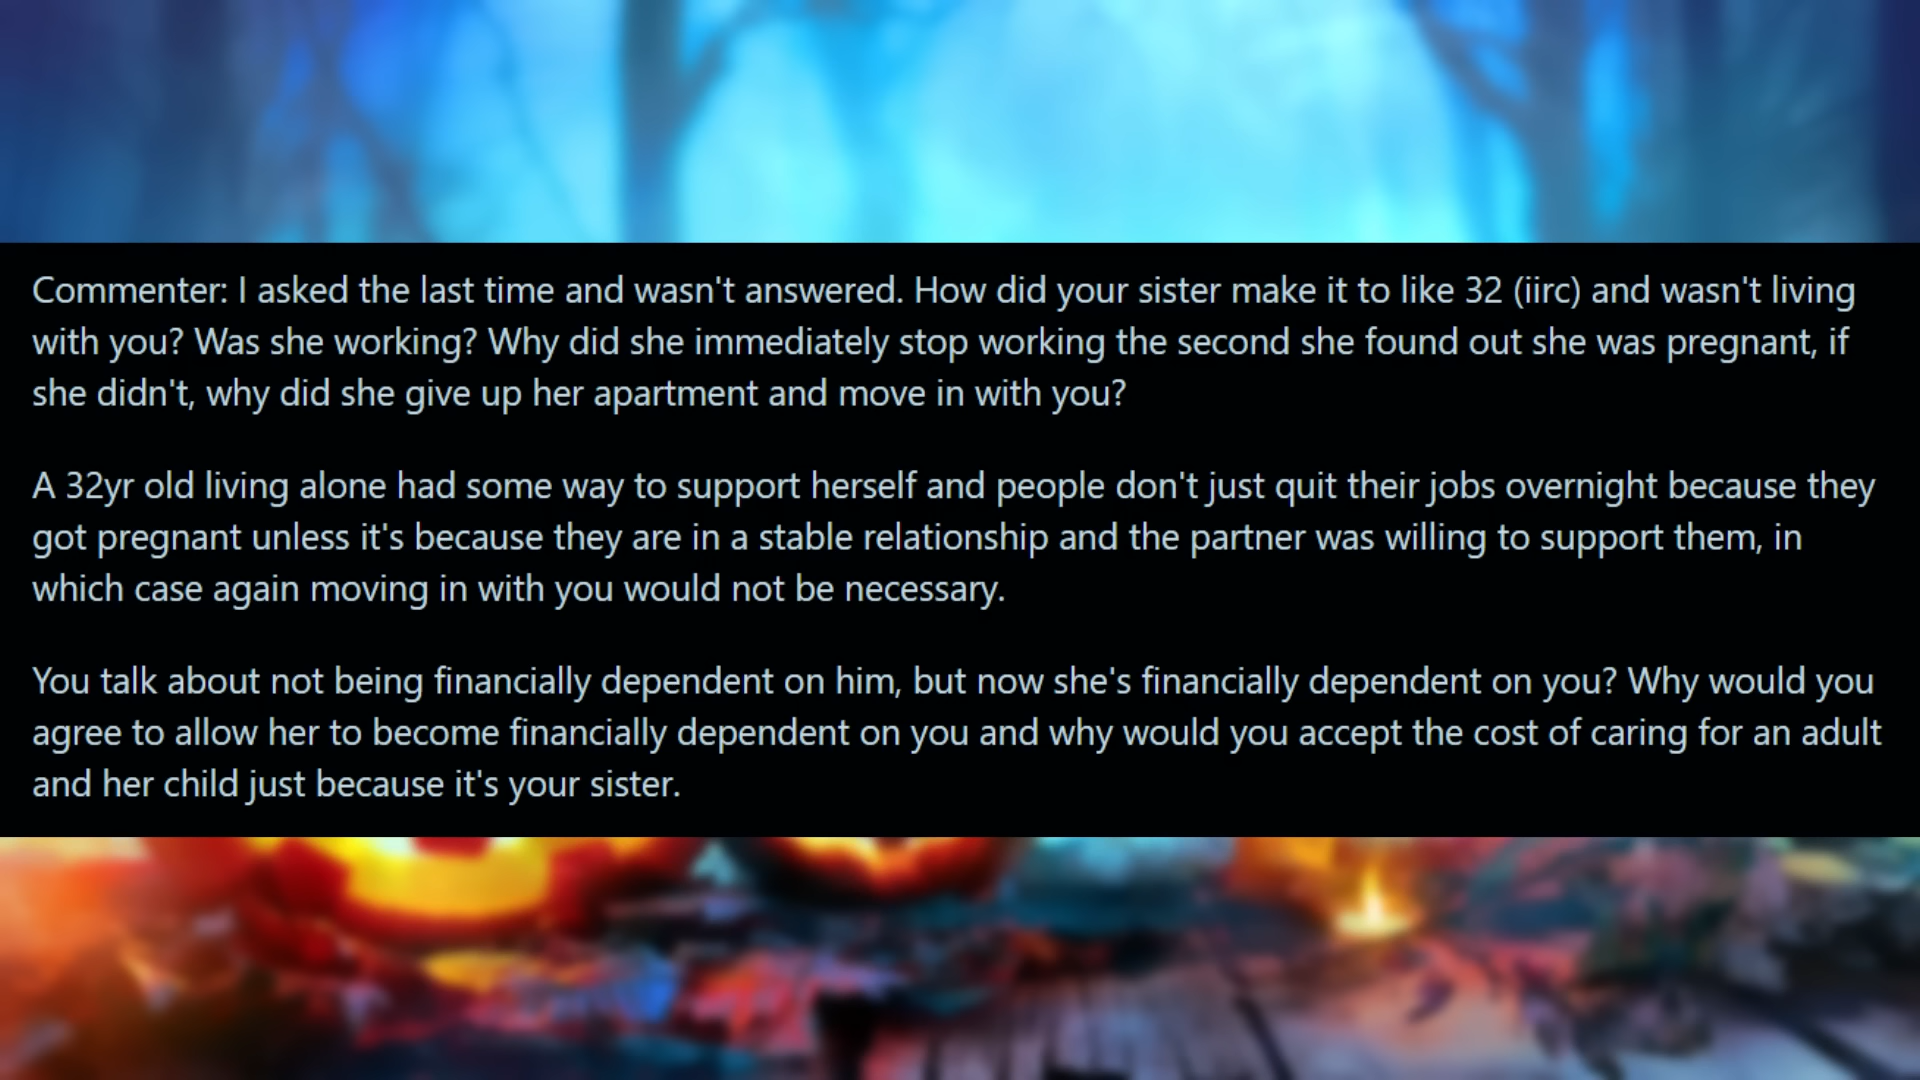 Commenter: I asked the last time and wasn't answered. How did your sister make it to like 32 (iirc) and wasn't living
with you? Was she working? Why did she immediately stop working the second she found out she was pregnant, if
she didn't, why did she give up her apartment and move in with you?
A 32yr old living alone had some way to support herself and people don't just quit their jobs overnight because they
got pregnant unless it's because they are in a stable relationship and the partner was willing to support them, in
which case again moving in with you would not be necessary.
You talk about not being financially dependent on him, but now she's financially dependent on you? Why would you
agree to allow her to become financially dependent on you and why would you accept the cost of caring for an adult
and her child just because it's your sister.